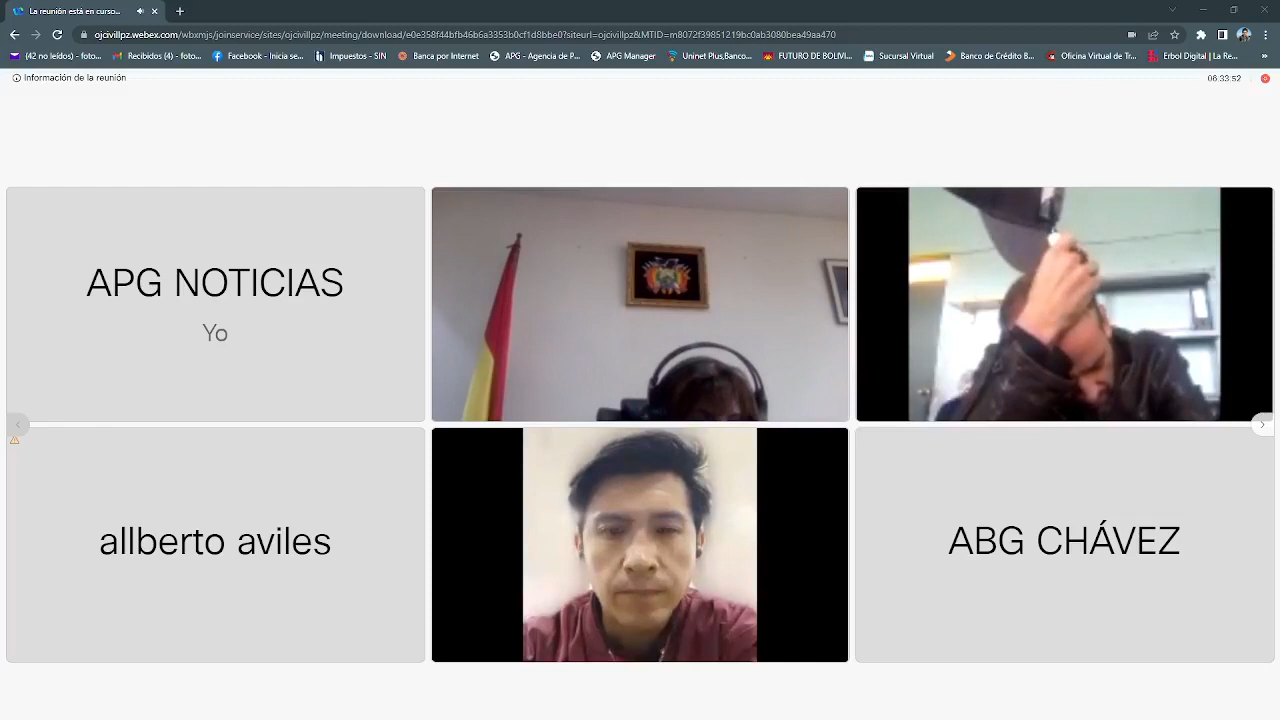 La reunión está en curso...
ojcivillpz.webex.com/wbxmjs/joinservice/sites/ojcivillpz/meeting/download/e0e358f44bfb46b6a33530cf1d9bbe0?siteurl=ojcivillpz&MTID=m8072f39851219bc0ab3080bea49aa470
(42 no leídos) - foto...
Recibidos (4) - foto...
Facebook - Inicia se...
Impuestos - SIN
Banca por Internet
APG - Agencia de P...
APG Manager
Uninet Plus,Banco...
FUTURO DE BOLIVI...
Sucursal Virtual
Banco de Crédito B...
Oficina Virtual de Tr...
Erbol Digital | La Re...
Información de la reunión
06:33:52
APG NOTICIAS
Yo
allberto aviles
ABG CHÁVEZ